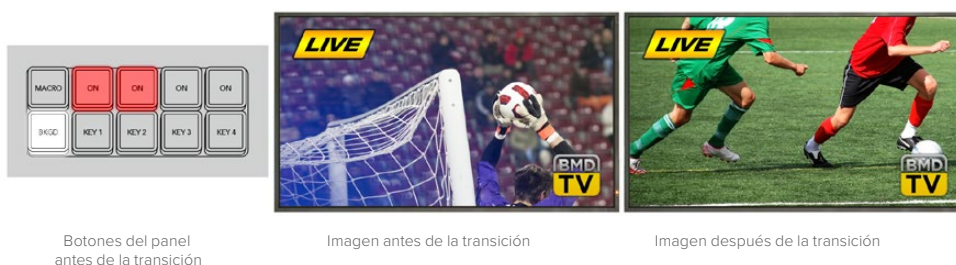 MACRO ON ON ON ON
BKGD KEY 1 KEY 2 KEY 3 KEY 4
LIVE
BMD
TV
LIVE
BMD
TV
Botones del panel
antes de la transición
Imagen antes de la transición
Imagen después de la transición